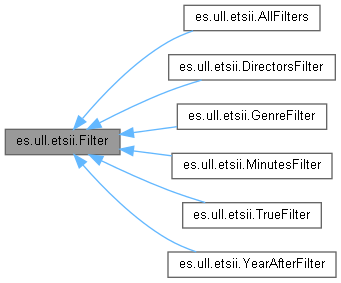 es.ull.etsii.AllFilters
es.ull.etsii.DirectorsFilter
es.ull.etsii.GenreFilter
es.ull.etsii.Filter
es.ull.etsii.MinutesFilter
es.ull.etsii.TrueFilter
es.ull.etsii.YearAfterFilter